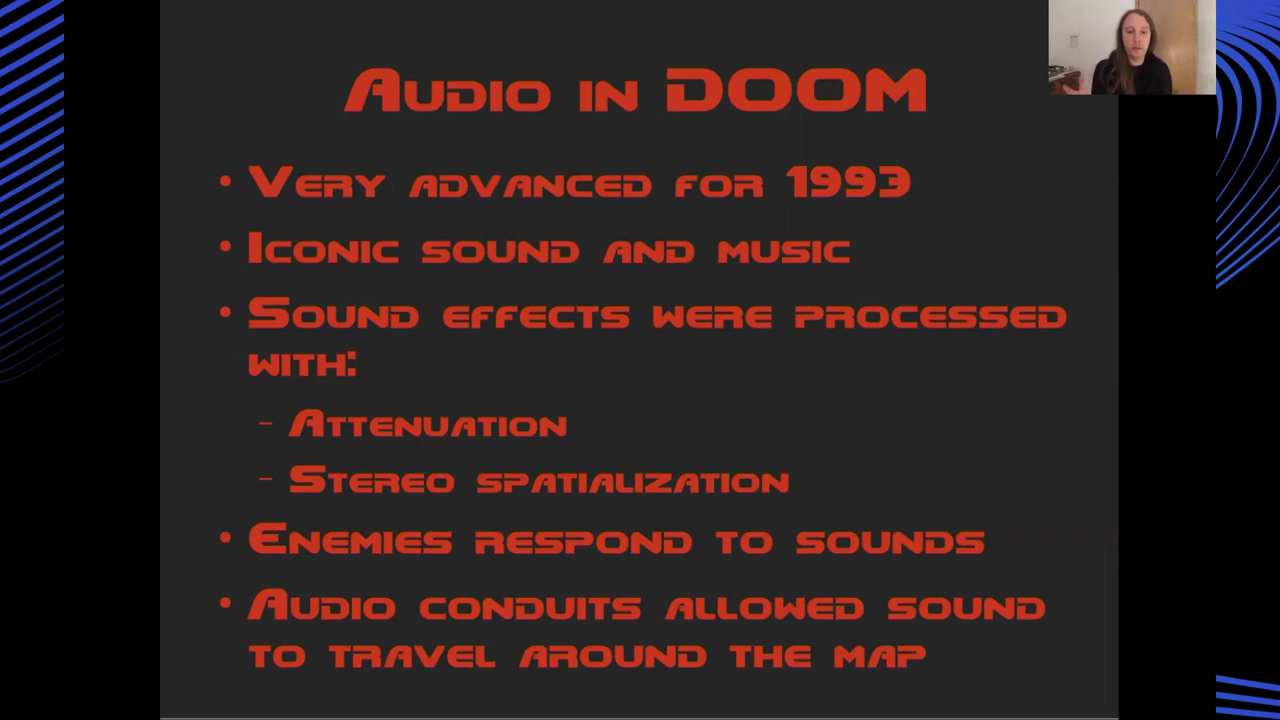 Audio in DOOM
• Very advanced for 1993
• Iconic sound and music
• Sound effects were processed
with:
– Attenuation
– Stereo spatialization
• Enemies respond to sounds
• Audio conduits allowed sound
to travel around the map